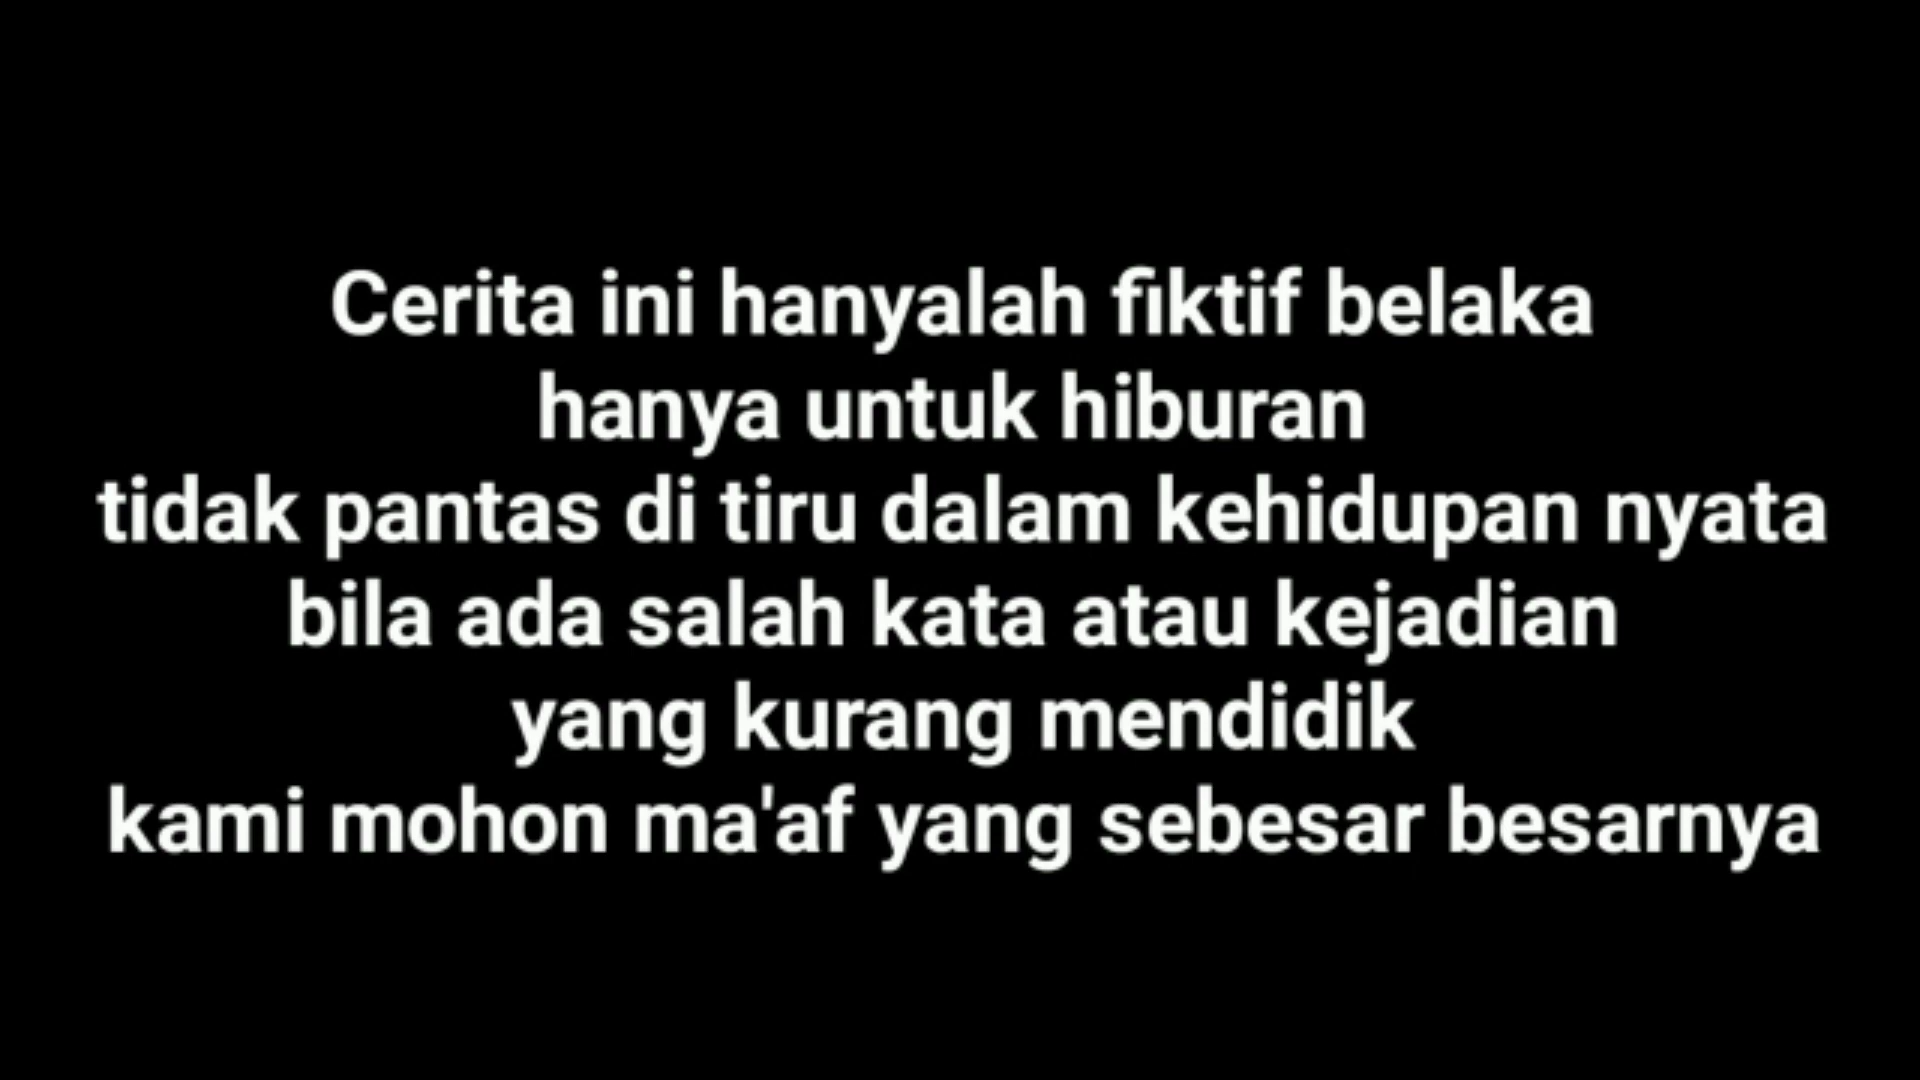 Cerita ini hanyalah fiktif belaka
hanya untuk hiburan
tidak pantas di tiru dalam kehidupan nyata
bila ada salah kata atau kejadian
yang kurang mendidik
kami mohon ma'af yang sebesar besarnya